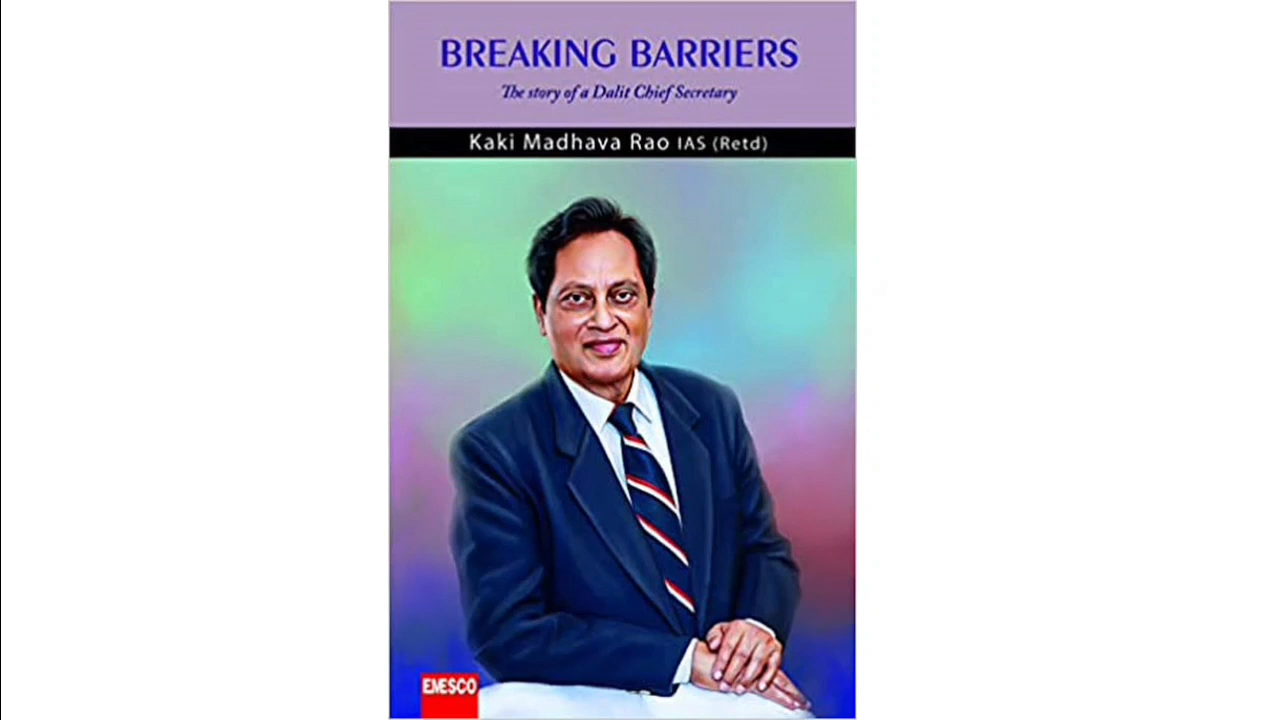 BREAKING BARRIERS
The story of a Dalit Chief Secretary
Kaki Madhava Rao IAS (Retd)
EMESCO